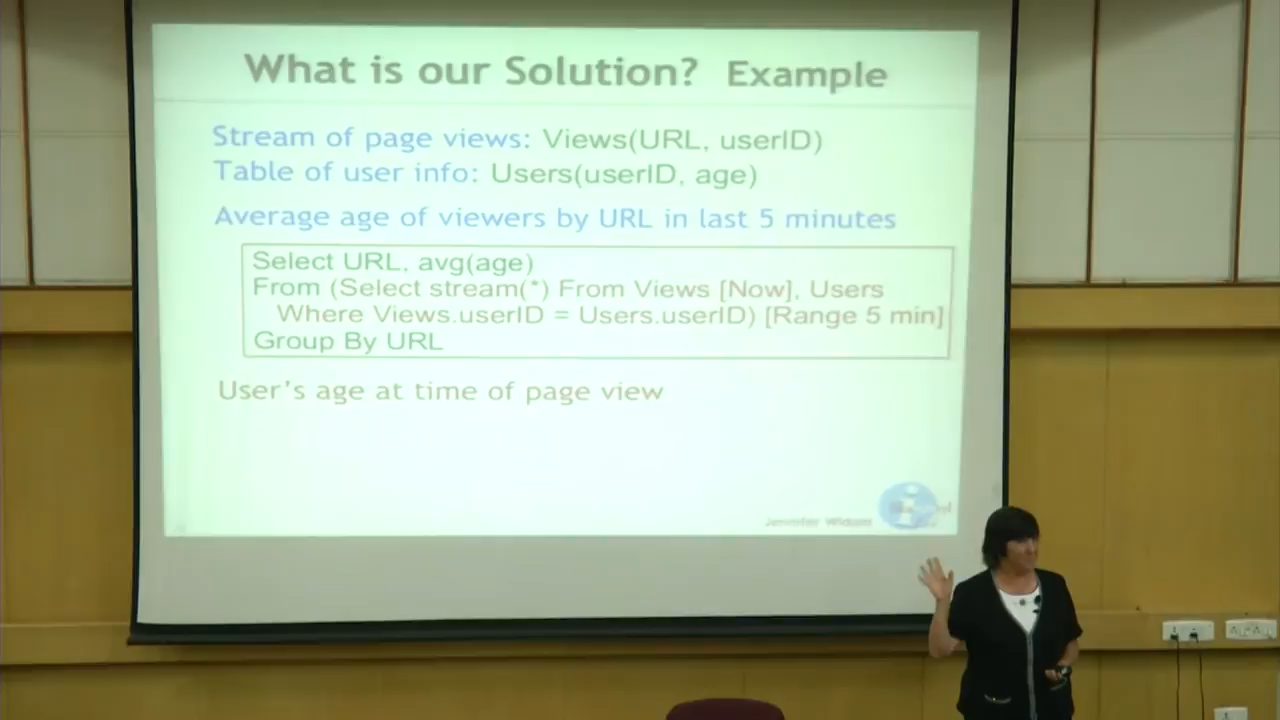 What is our Solution? Example
Stream of page views: Views(URL, userID)
Table of user info: Users(userID, age)
Average age of viewers by URL in last 5 minutes
Select URL, avg(age)
From (Select stream(*) From Views [Now], Users
Where Views.userID = Users.userID) [Range 5 min]
Group By URL
User's age at time of page view
Jennifer Widom